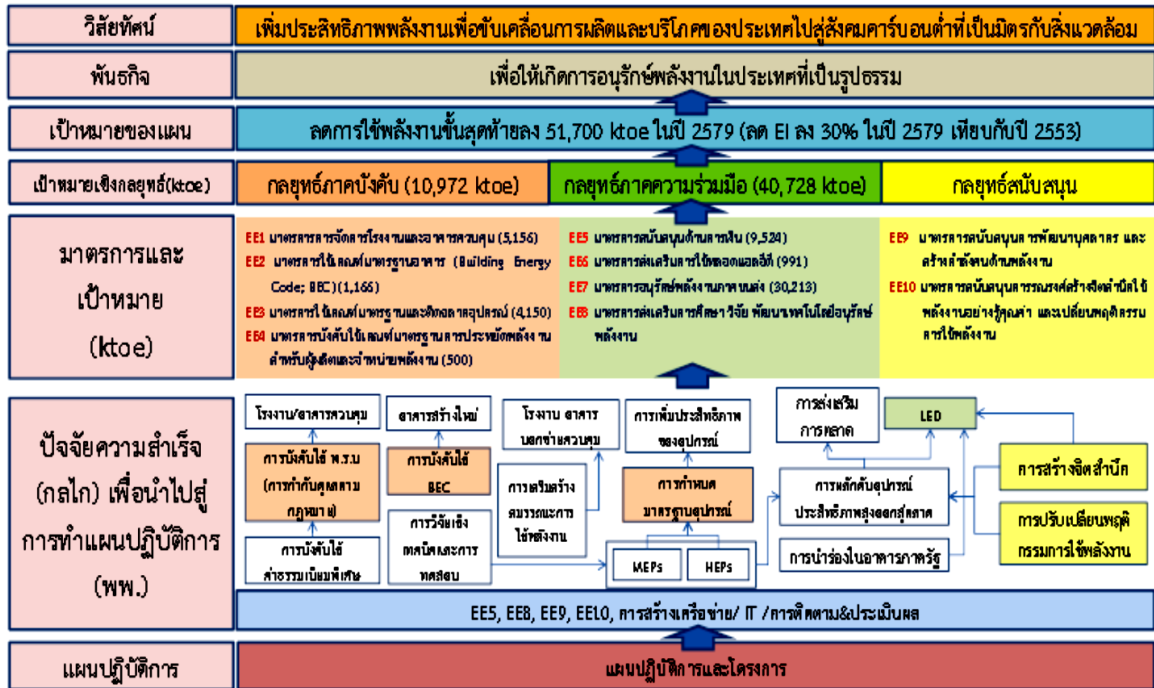 วิสัยทัศน์
เพิ่มประสิทธิภาพพลังงานเพื่อขับเคลื่อนการผลิตและบริโภคของประเทศไปสู่สังคมคาร์บอนต่ำที่เป็นมิตรกับสิ่งแวดล้อม
พันธกิจ
เพื่อให้เกิดการอนุรักษ์พลังงานในประเทศที่เป็นรูปธรรม
เป้าหมายของแผน
ลดการใช้พลังงานขั้นสุดท้ายลง 51,700 ktoe ในปี 2579 (ลด EI ลง 30% ในปี 2579 เทียบกับปี 2553)
เป้าหมายเชิงกลยุทธ์(ktoe)
กลยุทธ์ภาคบังคับ (10,972 ktoe)
กลยุทธ์ภาคความร่วมมือ (40,728 ktoe)
กลยุทธ์สนับสนุน
มาตรการและ
เป้าหมาย
(ktoe)
EE1 มาตรการการจัดการโรงงานและอาคารควบคุม (5,156)
EE2 มาตรการใช้เกณฑ์มาตรฐานอาคาร (Building Energy
Code; BEC)(1,166)
EE3 มาตรการใช้เกณฑ์มาตรฐานและติดฉลากอุปกรณ์ (4,150)
EE4 มาตรการบังคับใช้เกณฑ์มาตรฐานการประหยัดพลังงาน
สำหรับผู้ผลิตและจำหน่ายพลังงาน (500)
EE5 มาตรการสนับสนุนด้านการเงิน (9,524)
EE6 มาตรการส่งเสริมการใช้หลอดแอลอีดี (991)
EE7 มาตรการอนุรักษ์พลังงานภาคขนส่ง (30,213)
EE8 มาตรการส่งเสริมการศึกษา วิจัย พัฒนาเทคโนโลยีอนุรักษ์
พลังงาน
EE9 มาตรการสนับสนุนการพัฒนาบุคลากร และ
สร้างกำลังคนด้านพลังงาน
EE10 มาตรการสนับสนุนการรณรงค์สร้างจิตสำนึกใช้
พลังงานอย่างรู้คุณค่า และเปลี่ยนพฤติกรรม
การใช้พลังงาน
ปัจจัยความสำเร็จ
(กลไก) เพื่อนำไปสู่
การทำแผนปฏิบัติการ
(พพ.)
โรงงาน/อาคารควบคุม
การบังคับใช้ พ.ร.บ
(การกำกับดูแลตาม
กฎหมาย)
การบังคับใช้
ค่าธรรมเนียมพิเศษ
อาคารสร้างใหม่
การบังคับใช้
BEC
การวิจัยเชิง
เทคนิคและการ
ทดสอบ
โรงงาน อาคาร
นอกข่ายควบคุม
การเสริมสร้าง
สมรรถนะการ
ใช้พลังงาน
การเพิ่มประสิทธิภาพ
ของอุปกรณ์
การกำหนด
มาตรฐานอุปกรณ์
MEPs
HEPs
การส่งเสริม
การตลาด
LED
การผลักดันอุปกรณ์
ประสิทธิภาพสูงออกสู่ตลาด
การนำร่องในอาคารภาครัฐ
การสร้างจิตสำนึก
การปรับเปลี่ยนพฤติ
กรรมการใช้พลังงาน
EE5, EE8, EE9, EE10, การสร้างเครือข่าย/ IT /การติดตาม&ประเมินผล
แผนปฏิบัติการ
แผนปฏิบัติการและโครงการ